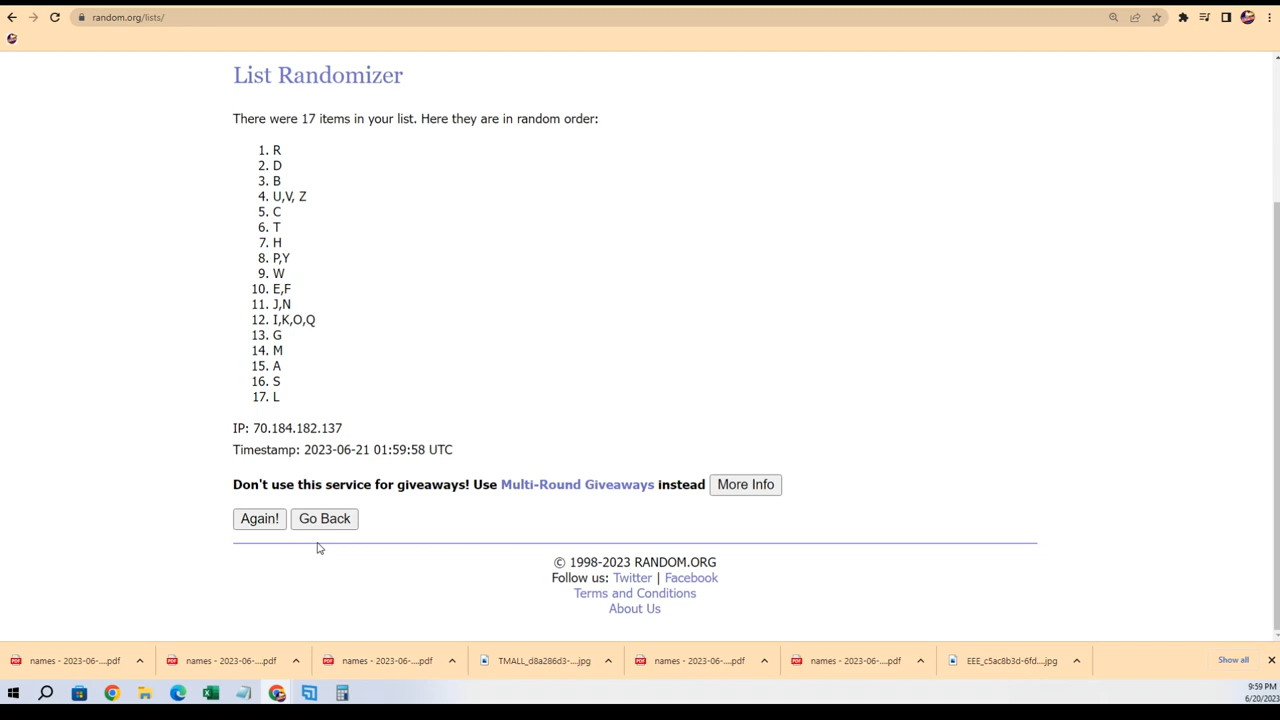 random.org/lists/
List Randomizer
There were 17 items in your list. Here they are in random order:
1. R
2. D
3. B
4. U,V, Z
5. C
6. T
7. H
8. P,Y
9. W
10. E,F
11. J,N
12. I,K,O,Q
13. G
14. M
15. A
16. S
17. L
IP: 70.184.182.137
Timestamp: 2023-06-21 01:59:58 UTC
Don't use this service for giveaways! Use Multi-Round Giveaways instead More Info
Again! Go Back
© 1998-2023 RANDOM.ORG
Follow us: Twitter | Facebook
Terms and Conditions
About Us
names - 2023-06-....pdf names - 2023-06-....pdf names - 2023-06-....pdf TMALL_d8a286d3-....jpg names - 2023-06-....pdf names - 2023-06-....pdf EEE_c5ac8b3d-6fd....jpg Show all
9:59 PM
6/20/2023